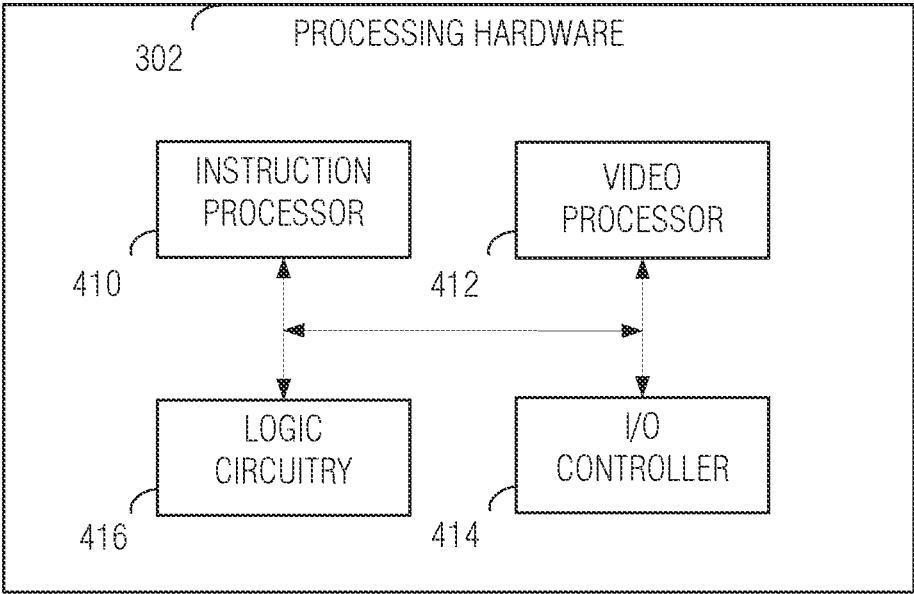 PROCESSING HARDWARE
302
INSTRUCTION
PROCESSOR
410
VIDEO
PROCESSOR
412
LOGIC
CIRCUITRY
416
I/O
CONTROLLER
414